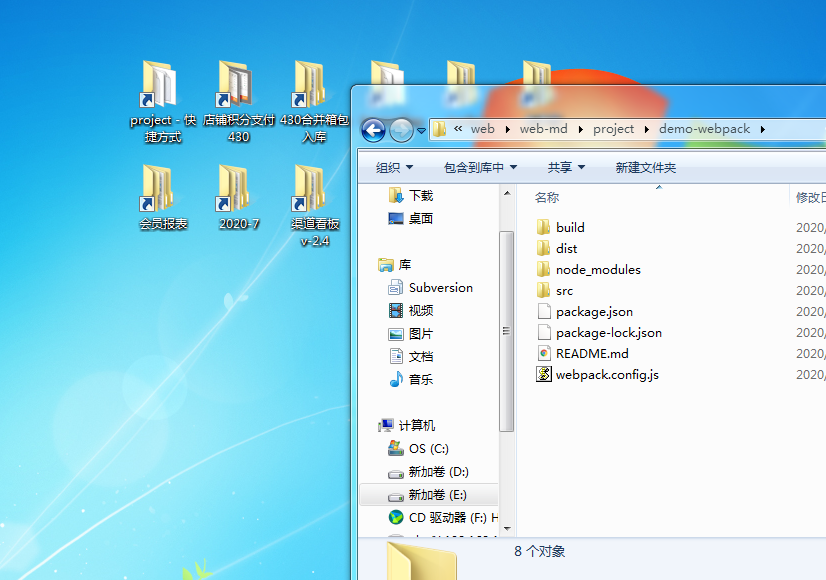 project - 快
捷方式
店铺积分支付
430
430合并箱包
入库
会员报表
2020-7
渠道看板
v-2.4
« web ▸ web-md ▸ project ▸ demo-webpack ▸
组织 包含到库中 共享 新建文件夹
下载
桌面
库
Subversion
视频
图片
文档
音乐
计算机
OS (C:)
新加卷 (D:)
新加卷 (E:)
CD 驱动器 (F:) H
名称 修改日
build 2020/
dist 2020/
node_modules 2020/
src 2020/
package.json 2020/
package-lock.json 2020/
README.md 2020/
webpack.config.js 2020/
8 个对象